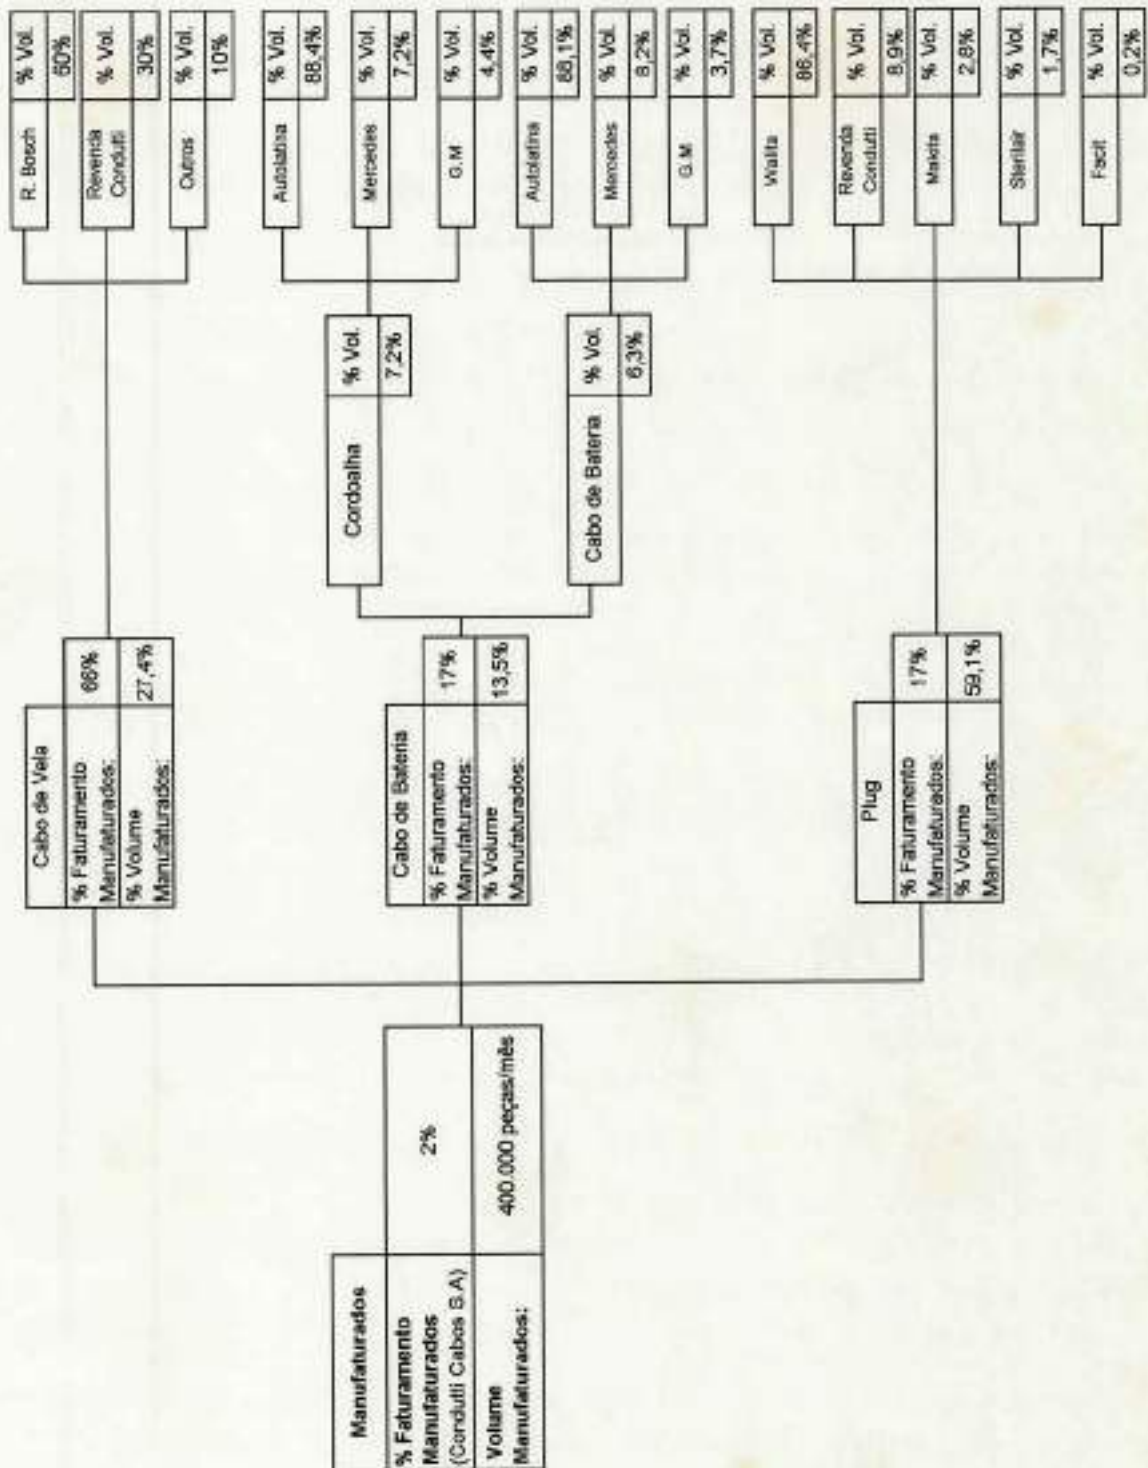 Manufaturados
% Faturamento
Manufaturados
(Condutti Cabos S.A)
2%
Volume
Manufaturados:
400.000 peças/mês
Cabo de Vela
% Faturamento
Manufaturados:
66%
% Volume
Manufaturados:
27,4%
R. Bosch
% Vol.
60%
Revenda
Condutti
% Vol.
30%
Outros
% Vol.
10%
Cabo de Bateria
% Faturamento
Manufaturados:
17%
% Volume
Manufaturados:
13,5%
Cordoalha
% Vol.
7,2%
Autolatina
% Vol.
88,4%
Mercedes
% Vol.
7,2%
G.M
% Vol.
4,4%
Cabo de Bateria
% Vol.
6,3%
Autolatina
% Vol.
88,1%
Mercedes
% Vol.
8,2%
G.M
% Vol.
3,7%
Plug
% Faturamento
Manufaturados:
17%
% Volume
Manufaturados:
59,1%
Walita
% Vol.
86,4%
Revenda
Condutti
% Vol.
8,9%
Makita
% Vol.
2,8%
Sterilair
% Vol.
1,7%
Facit
% Vol.
0,2%